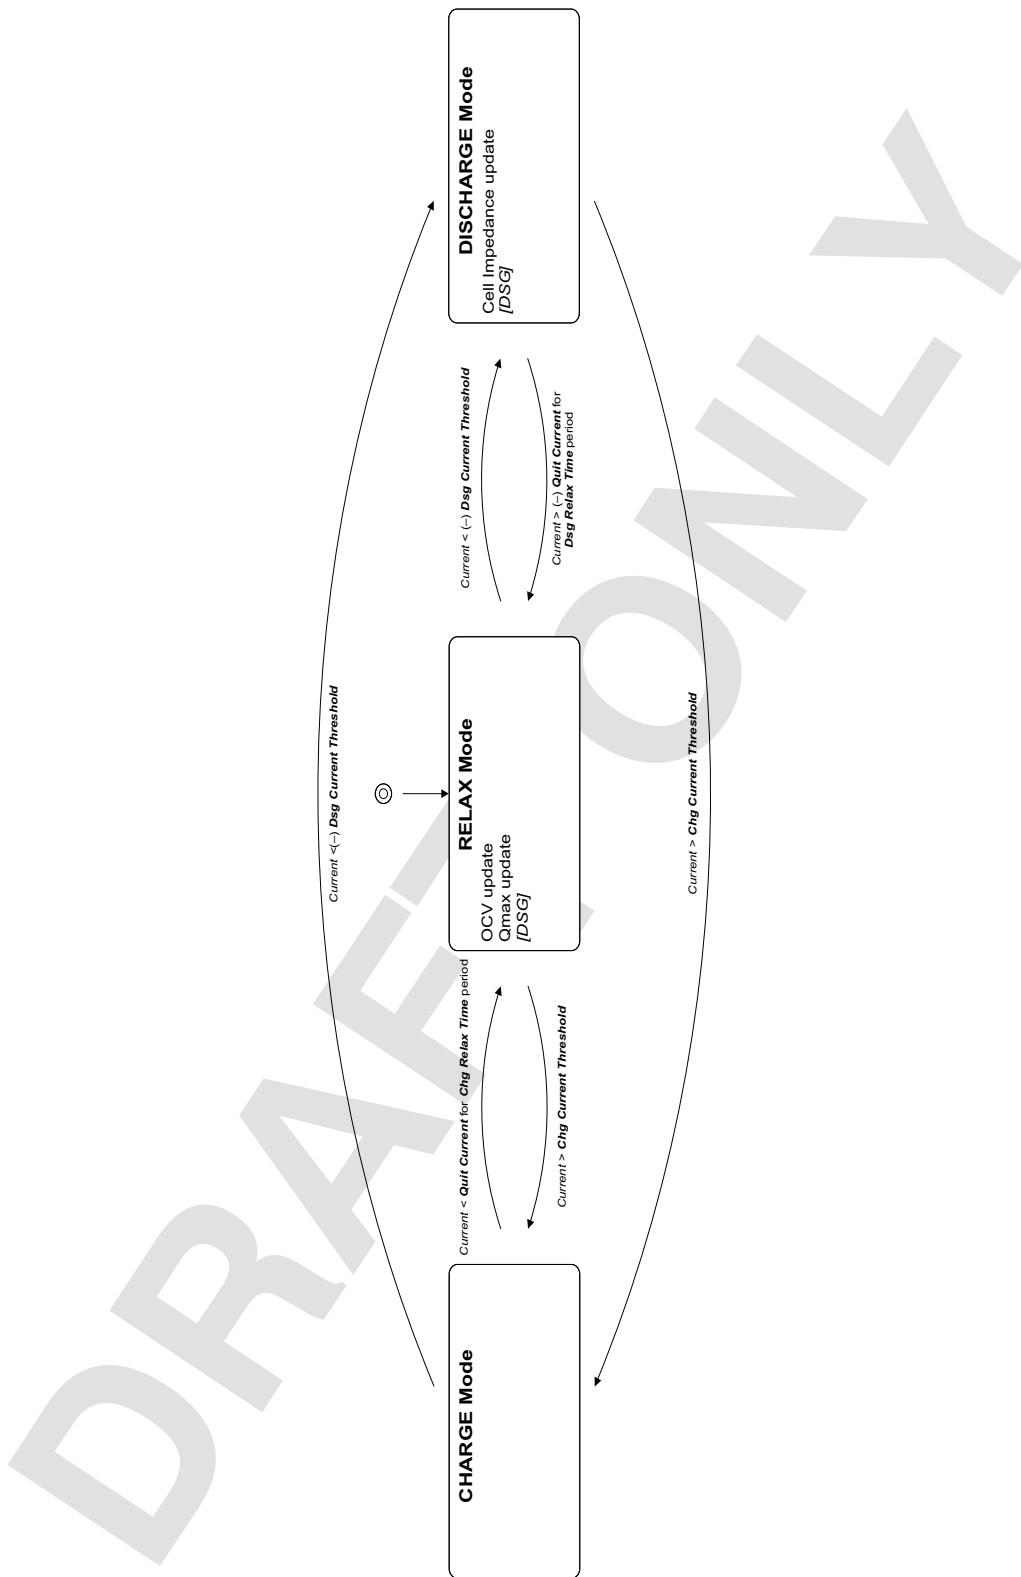 DRAFT ONLY
Current <(–) Dsg Current Threshold
CHARGE Mode
Current < Quit Current for Chg Relax Time period
Current > Chg Current Threshold
RELAX Mode
OCV update
Qmax update
[DSG]
Current < (–) Dsg Current Threshold
Current > (–) Quit Current for
Dsg Relax Time period
DISCHARGE Mode
Cell Impedance update
[DSG]
Current > Chg Current Threshold